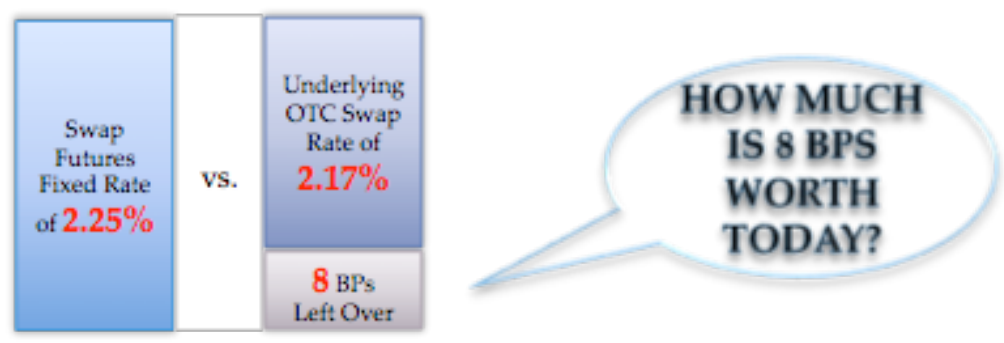 Swap
Futures
Fixed Rate
of 2.25%
vs.
Underlying
OTC Swap
Rate of
2.17%
8 BPs
Left Over
HOW MUCH
IS 8 BPS
WORTH
TODAY?